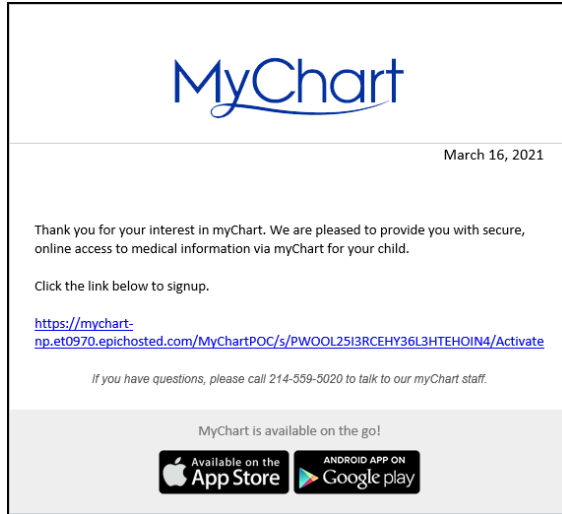 MyChart
March 16, 2021
Thank you for your interest in myChart. We are pleased to provide you with secure,
online access to medical information via myChart for your child.
Click the link below to signup.
https://mychart-
np.et0970.epichosted.com/MyChartPOC/s/PWOOL25I3RCEHY36L3HTEHOIN4/Activate
If you have questions, please call 214-559-5020 to talk to our myChart staff.
MyChart is available on the go!
Available on the
App Store
ANDROID APP ON
Google play